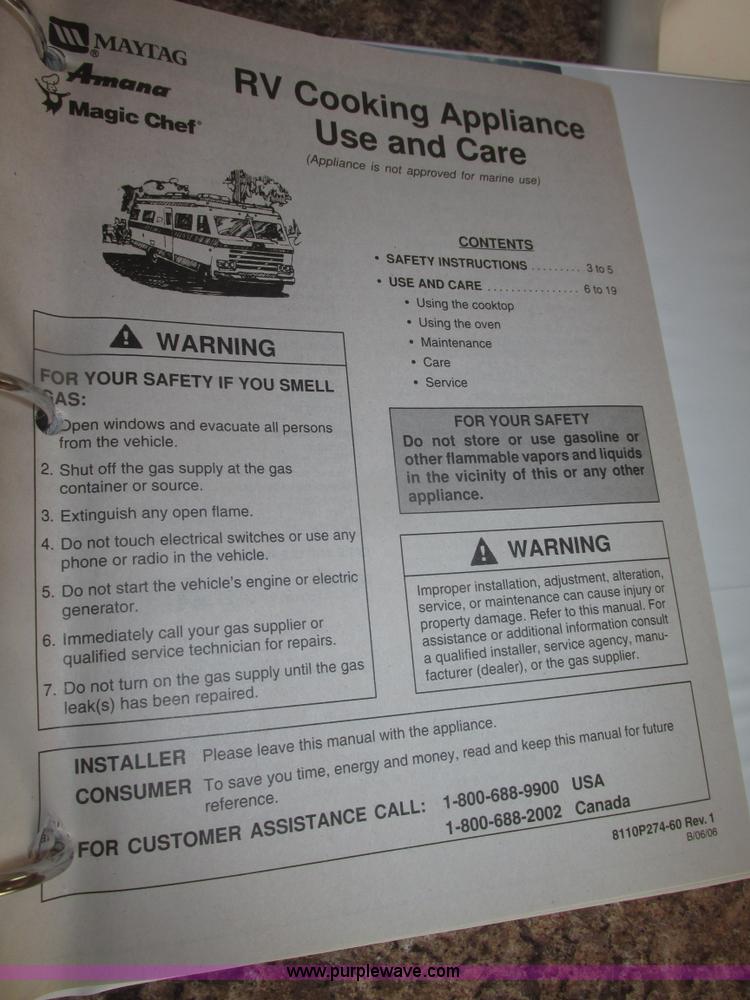 MAYTAG
Amana
Magic Chef
RV Cooking Appliance
Use and Care
(Appliance is not approved for marine use)
CONTENTS
• SAFETY INSTRUCTIONS ......... 3 to 5
• USE AND CARE ............... 6 to 19
• Using the cooktop
• Using the oven
• Maintenance
• Care
• Service
WARNING
FOR YOUR SAFETY IF YOU SMELL
GAS:
Open windows and evacuate all persons
from the vehicle.
2. Shut off the gas supply at the gas
container or source.
3. Extinguish any open flame.
4. Do not touch electrical switches or use any
phone or radio in the vehicle.
5. Do not start the vehicle's engine or electric
generator.
6. Immediately call your gas supplier or
qualified service technician for repairs.
7. Do not turn on the gas supply until the gas
leak(s) has been repaired.
FOR YOUR SAFETY
Do not store or use gasoline or
other flammable vapors and liquids
in the vicinity of this or any other
appliance.
WARNING
Improper installation, adjustment, alteration,
service, or maintenance can cause injury or
property damage. Refer to this manual. For
assistance or additional information consult
a qualified installer, service agency, manu-
facturer (dealer), or the gas supplier.
INSTALLER Please leave this manual with the appliance.
CONSUMER To save you time, energy and money, read and keep this manual for future
reference.
FOR CUSTOMER ASSISTANCE CALL: 1-800-688-9900 USA
1-800-688-2002 Canada
8110P274-60 Rev. 1
B/06/06
www.purplewave.com